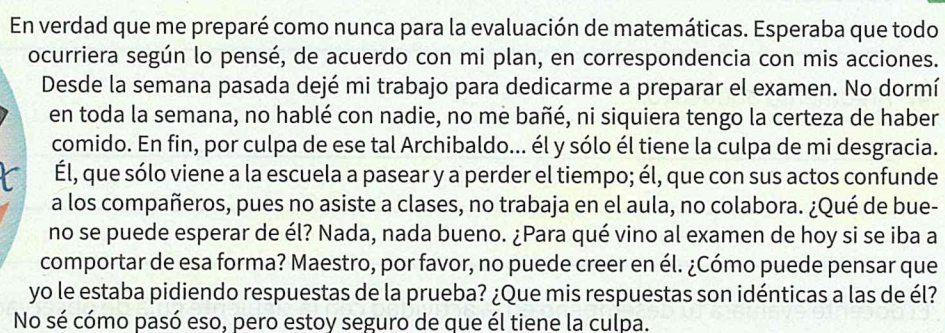 En verdad que me preparé como nunca para la evaluación de matemáticas. Esperaba que todo
ocurriera según lo pensé, de acuerdo con mi plan, en correspondencia con mis acciones.
Desde la semana pasada dejé mi trabajo para dedicarme a preparar el examen. No dormí
en toda la semana, no hablé con nadie, no me bañé, ni siquiera tengo la certeza de haber
comido. En fin, por culpa de ese tal Archibaldo... él y sólo él tiene la culpa de mi desgracia.
Él, que sólo viene a la escuela a pasear y a perder el tiempo; él, que con sus actos confunde
a los compañeros, pues no asiste a clases, no trabaja en el aula, no colabora. ¿Qué de bue-
no se puede esperar de él? Nada, nada bueno. ¿Para qué vino al examen de hoy si se iba a
comportar de esa forma? Maestro, por favor, no puede creer en él. ¿Cómo puede pensar que
yo le estaba pidiendo respuestas de la prueba? ¿Que mis respuestas son idénticas a las de él?
No sé cómo pasó eso, pero estoy seguro de que él tiene la culpa.